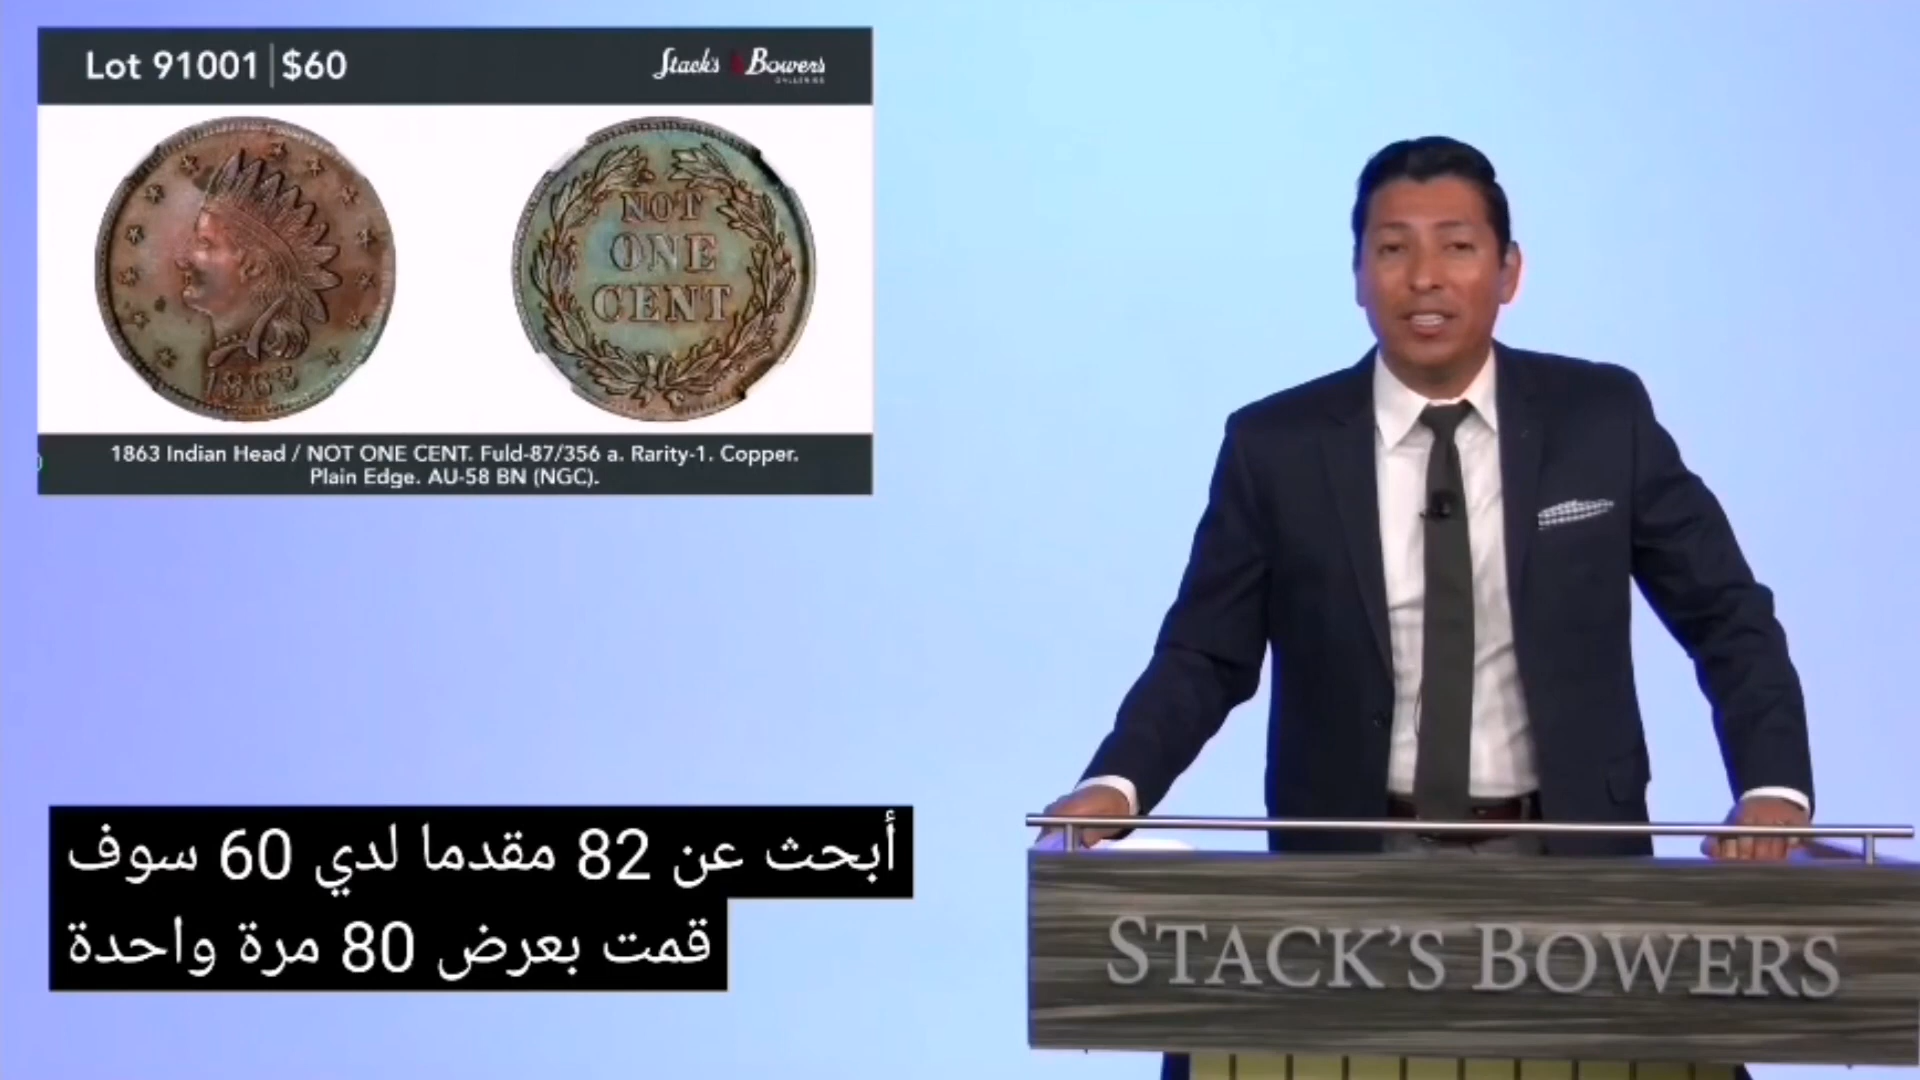 Lot 91001 | $60
Stack's Bowers
GALLERIES
NOT
ONE
CENT
1863
1863 Indian Head / NOT ONE CENT. Fuld-87/356 a. Rarity-1. Copper.
Plain Edge. AU-58 BN (NGC).
أبحث عن 82 مقدما لدي 60 سوف
قمت بعرض 80 مرة واحدة
STACK'S BOWERS